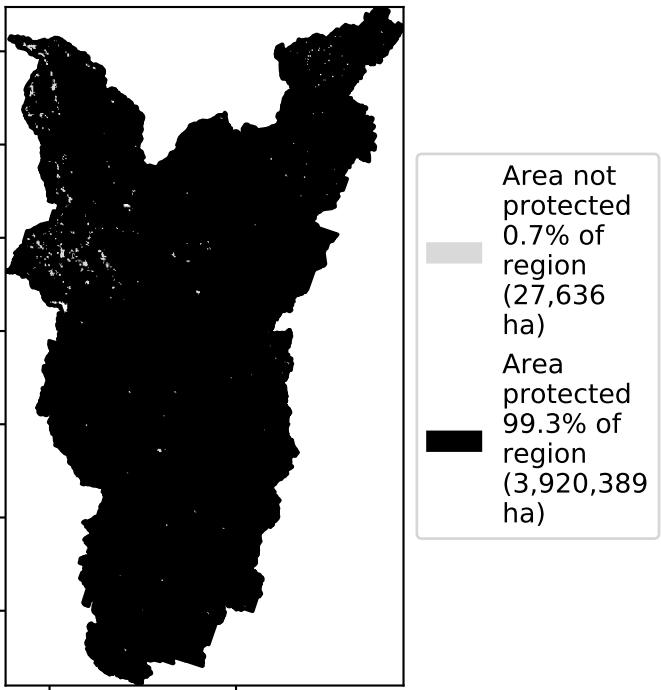 Area not
protected
0.7% of
region
(27,636
ha)
Area
protected
99.3% of
region
(3,920,389
ha)